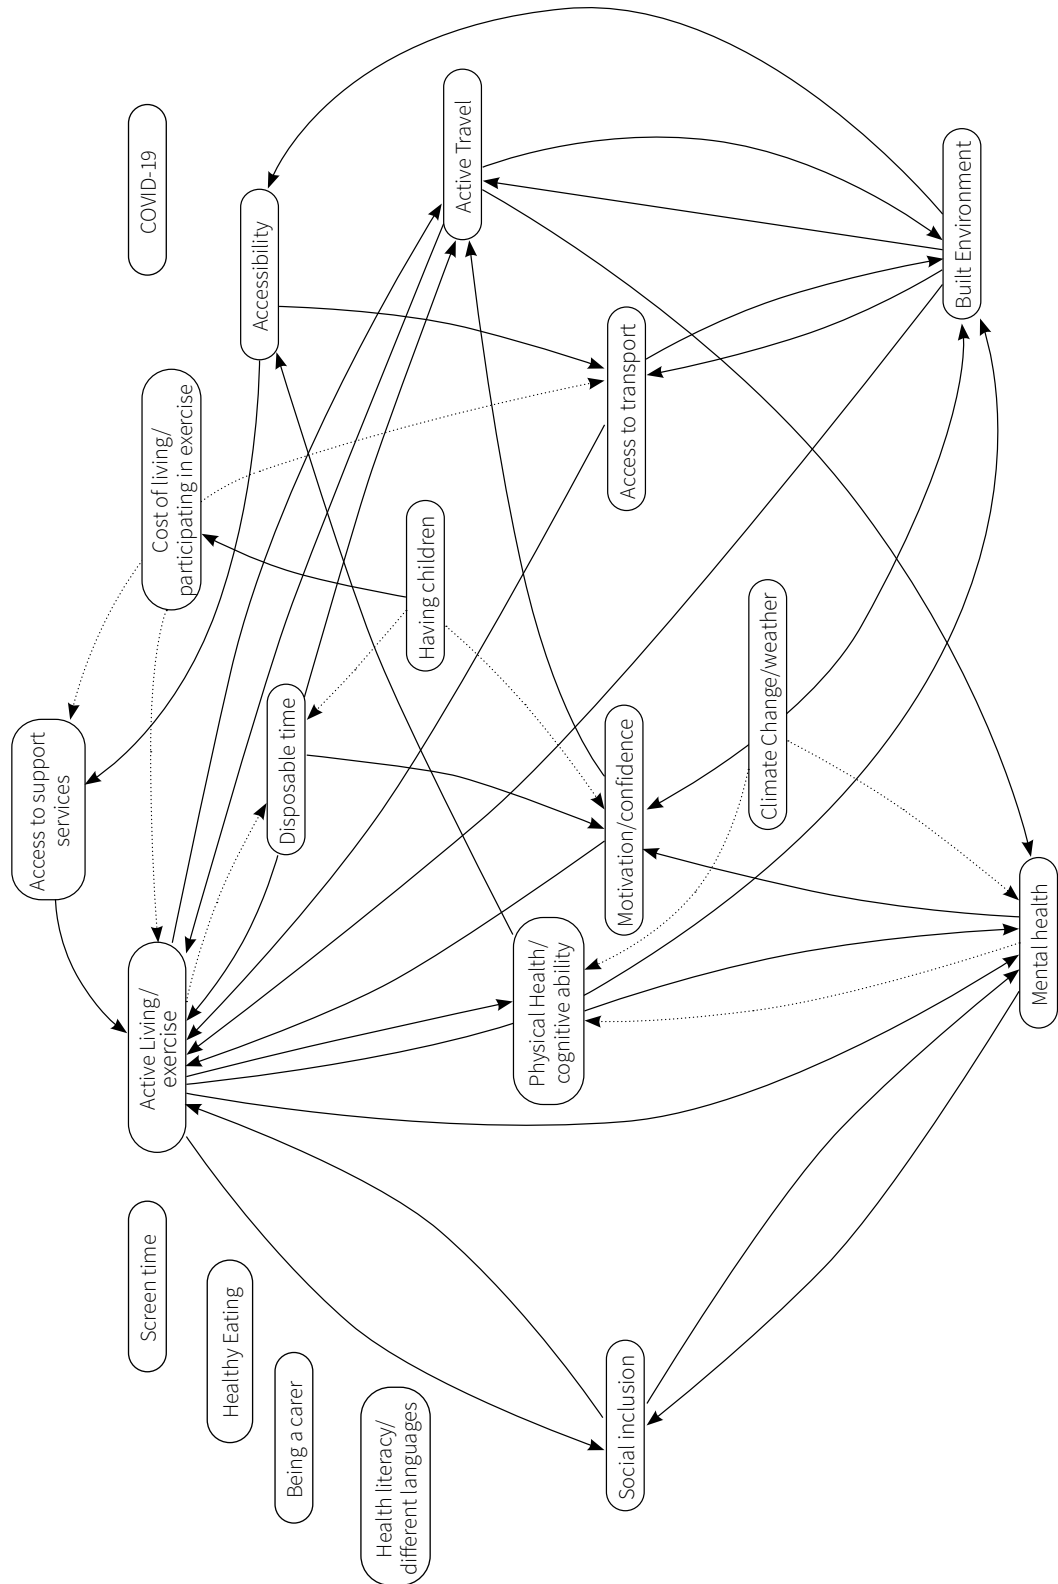 Screen time
Healthy Eating
Being a carer
Health literacy/
different languages
Access to support
services
Active Living/
exercise
Cost of living/
participating in exercise
COVID-19
Accessibility
Disposable time
Having children
Active Travel
Physical Health/
cognitive ability
Social inclusion
Motivation/confidence
Access to transport
Climate Change/weather
Built Environment
Mental health